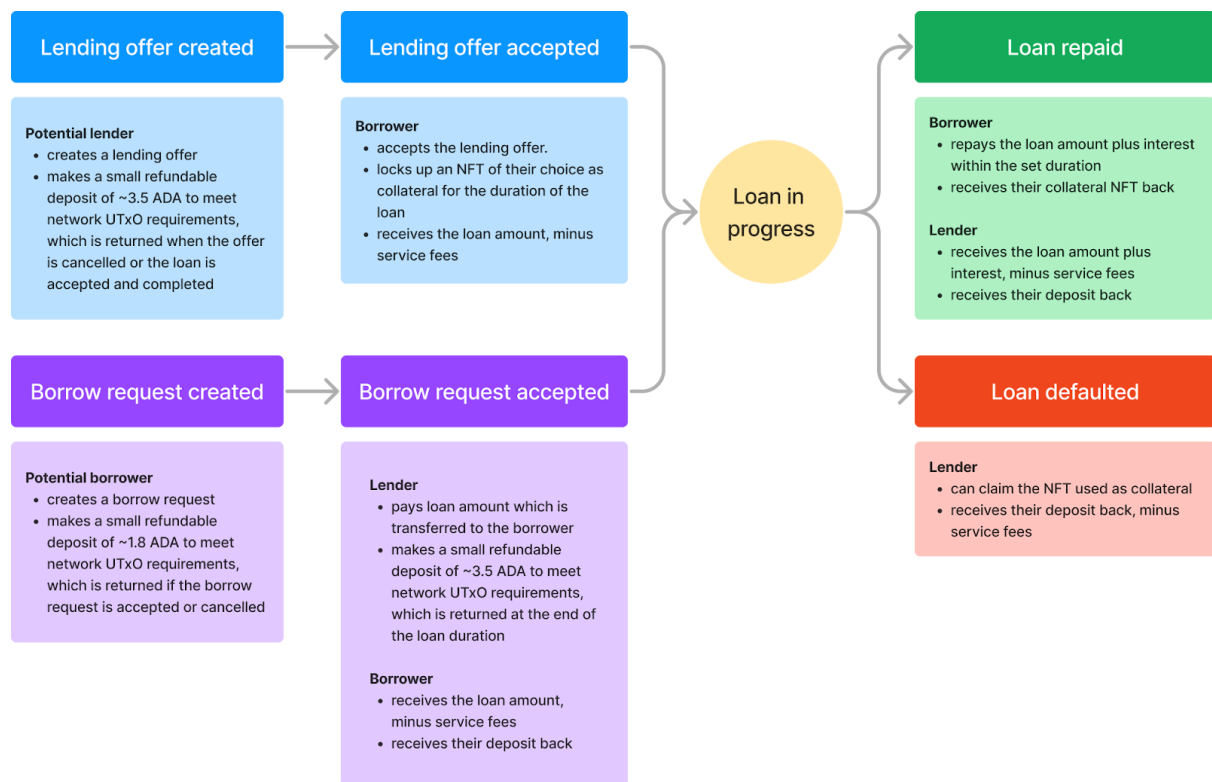 Lending offer created
Potential lender
• creates a lending offer
• makes a small refundable
deposit of ~3.5 ADA to meet
network UTxO requirements,
which is returned when the offer
is cancelled or the loan is
accepted and completed
Lending offer accepted
Borrower
• accepts the lending offer.
• locks up an NFT of their choice as
collateral for the duration of the
loan
• receives the loan amount, minus
service fees
Borrow request created
Potential borrower
• creates a borrow request
• makes a small refundable
deposit of ~1.8 ADA to meet
network UTxO requirements,
which is returned if the borrow
request is accepted or cancelled
Borrow request accepted
Lender
• pays loan amount which is
transferred to the borrower
• makes a small refundable
deposit of ~3.5 ADA to meet
network UTxO requirements,
which is returned at the end of
the loan duration
Borrower
• receives the loan amount,
minus service fees
• receives their deposit back
Loan in
progress
Loan repaid
Borrower
• repays the loan amount plus interest
within the set duration
• receives their collateral NFT back
Lender
• receives the loan amount plus
interest, minus service fees
• receives their deposit back
Loan defaulted
Lender
• can claim the NFT used as collateral
• receives their deposit back, minus
service fees